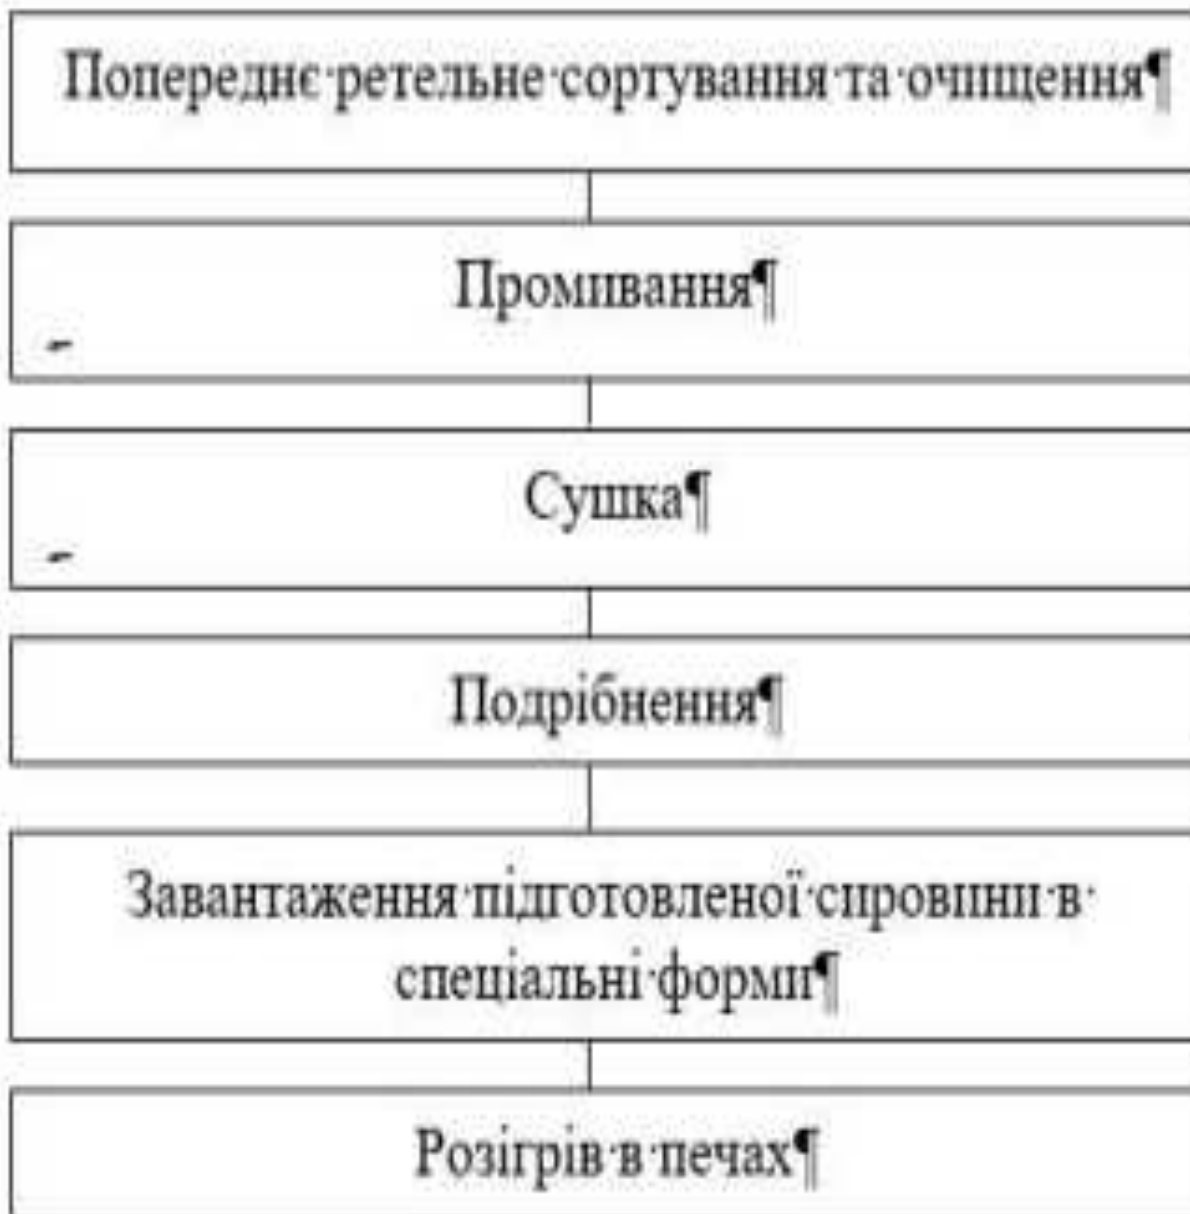 Попереднє·ретельне·сортування·та·очищення¶
Промивання¶
Сушка¶
Подрібнення¶
Завантаження·підготовленої·сировини·в·
спеціальні·форми¶
Розігрів·в·печах¶